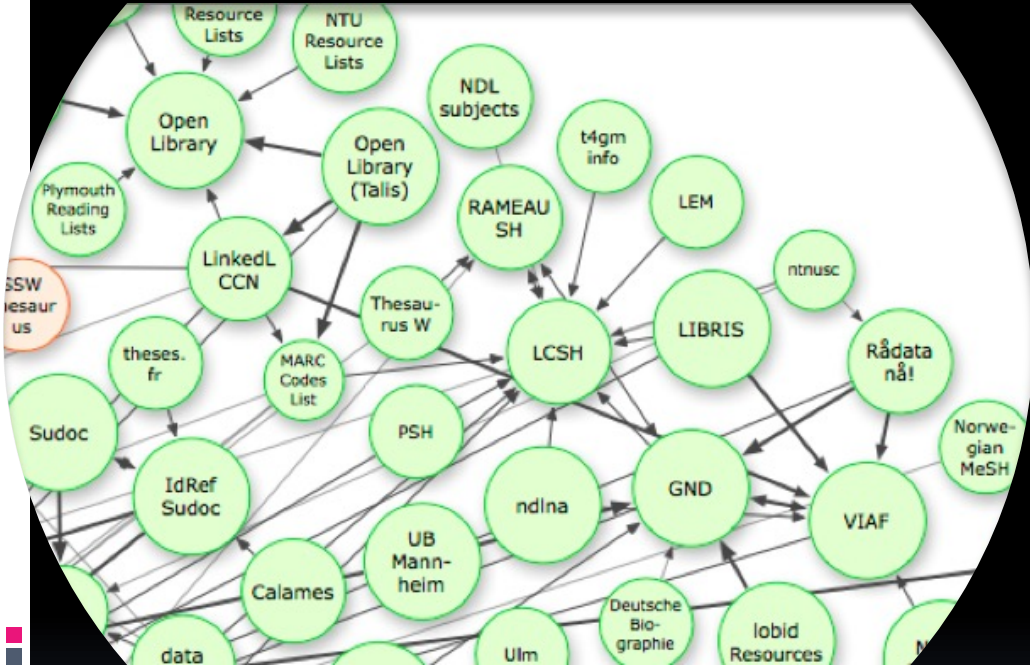 Resource
Lists
NTU
Resource
Lists
NDL
subjects
Open
Library
Open
Library
(Talis)
t4gm
info
Plymouth
Reading
Lists
RAMEAU
SH
LEM
LinkedL
CCN
ntnusc
SSW
us
Thesau-
rus W
LIBRIS
theses.
fr
MARC
Codes
List
LCSH
Rådata
nå!
Sudoc
PSH
Norwe-
gian
MeSH
IdRef
Sudoc
ndlna
GND
VIAF
UB
Mann-
heim
Calames
Deutsche
Bio-
graphie
lobid
Resources
data
Ulm